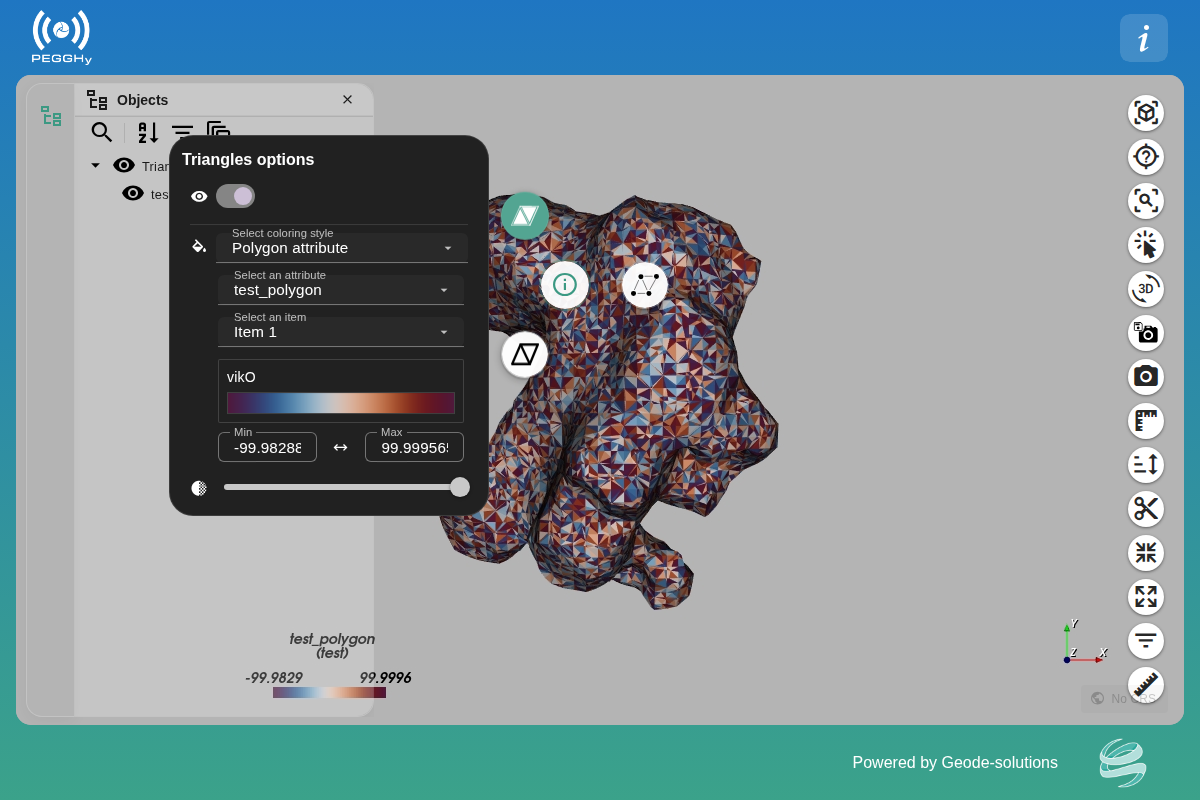 PEGGHy
i
Objects
A
Z
Trian
tes
Triangles options
Select coloring style
Polygon attribute
Select an attribute
test_polygon
Select an item
Item 1
vikO
Min
-99.98288
Max
99.999565
3D
test_polygon
(test)
-99.9829 99.9996
Y
Z X
No CRS
Powered by Geode-solutions